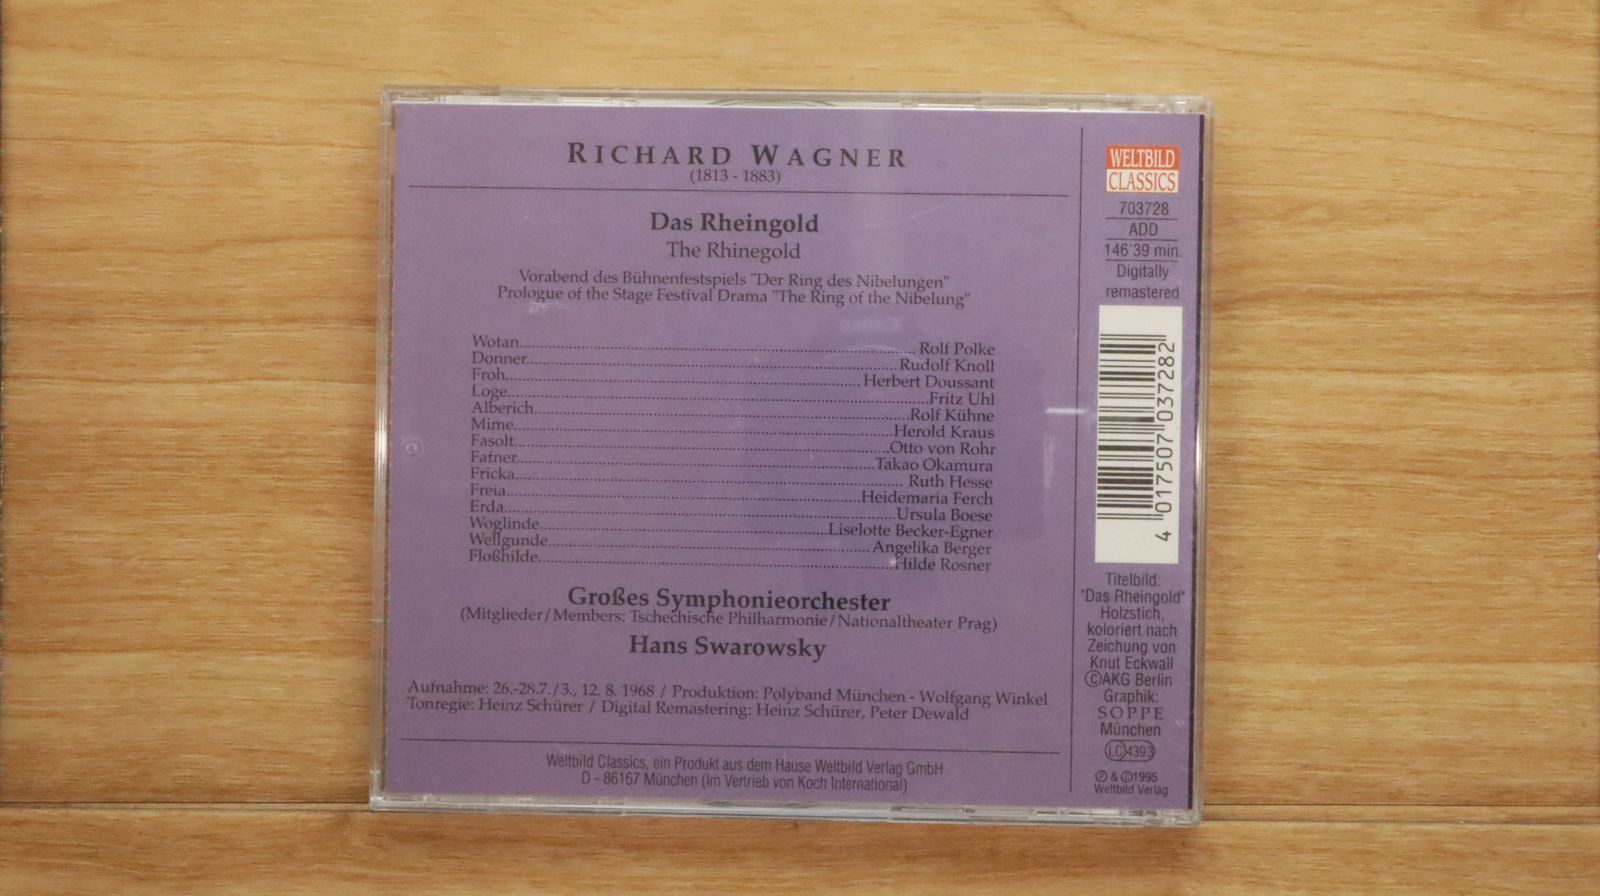 RICHARD WAGNER
(1813 - 1883)
Das Rheingold
The Rhinegold
Vorabend des Bühnenfestspiels "Der Ring des Nibelungen"
Prologue of the Stage Festival Drama "The Ring of the Nibelung"
Wotan Rolf Polke
Donner Rudolf Knoll
Froh Herbert Doussant
Loge Fritz Uhl
Alberich Rolf Kühne
Mime Herold Kraus
Fasolt Otto von Rohr
Fafner Takao Okamura
Fricka Ruth Hesse
Freia Heidemaria Ferch
Erda Ursula Boese
Woglinde Liselotte Becker-Egner
Wellgunde Angelika Berger
Floßhilde Hilde Rosner
Großes Symphonieorchester
(Mitglieder/Members: Tschechische Philharmonie/Nationaltheater Prag)
Hans Swarowsky
Aufnahme: 26.-28.7./3., 12. 8. 1968 / Produktion: Polyband München - Wolfgang Winkel
Tonregie: Heinz Schürer / Digital Remastering: Heinz Schürer, Peter Dewald
Weltbild Classics, ein Produkt aus dem Hause Weltbild Verlag GmbH
D - 86167 München (Im Vertrieb von Koch International)
WELTBILD
CLASSICS
703728
ADD
146'39 min.
Digitally
remastered
4 017507 037282
Titelbild:
"Das Rheingold"
Holzstich,
koloriert nach
Zeichung von
Knut Eckwall
©AKG Berlin
Graphik:
SOPPE
München
LC 4393
℗ & ©1995
Weltbild Verlag